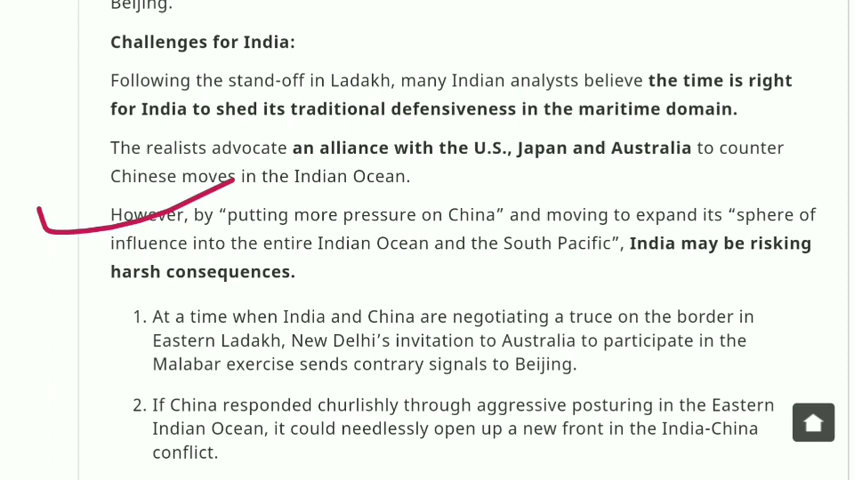 Beijing.
Challenges for India:
Following the stand-off in Ladakh, many Indian analysts believe the time is right
for India to shed its traditional defensiveness in the maritime domain.
The realists advocate an alliance with the U.S., Japan and Australia to counter
Chinese moves in the Indian Ocean.
However, by “putting more pressure on China” and moving to expand its “sphere of
influence into the entire Indian Ocean and the South Pacific”, India may be risking
harsh consequences.
1. At a time when India and China are negotiating a truce on the border in
Eastern Ladakh, New Delhi’s invitation to Australia to participate in the
Malabar exercise sends contrary signals to Beijing.
2. If China responded churlishly through aggressive posturing in the Eastern
Indian Ocean, it could needlessly open up a new front in the India-China
conflict.